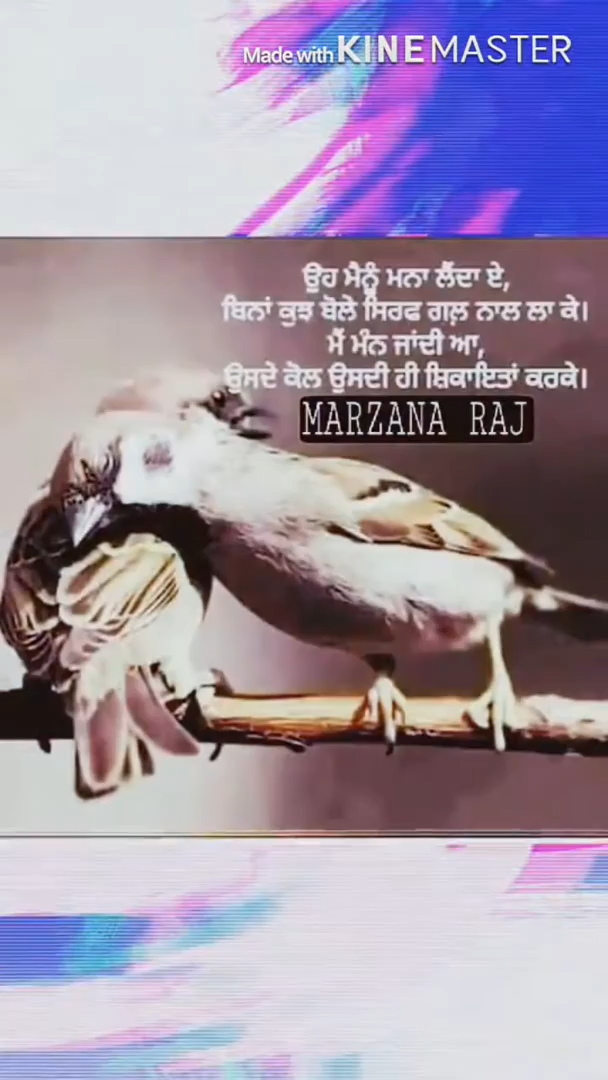 Made with KINEMASTER
ਉਹ ਮੈਨੂੰ ਮਨਾ ਲੈਂਦਾ ਏ,
ਬਿਨਾਂ ਕੁਝ ਬੋਲੇ ਸਿਰਫ ਗਲ਼ ਨਾਲ ਲਾ ਕੇ।
ਮੈਂ ਮੰਨ ਜਾਂਦੀ ਆ,
ਉਸਦੇ ਕੋਲ ਉਸਦੀ ਹੀ ਸ਼ਿਕਾਇਤਾਂ ਕਰਕੇ।
MARZANA RAJ